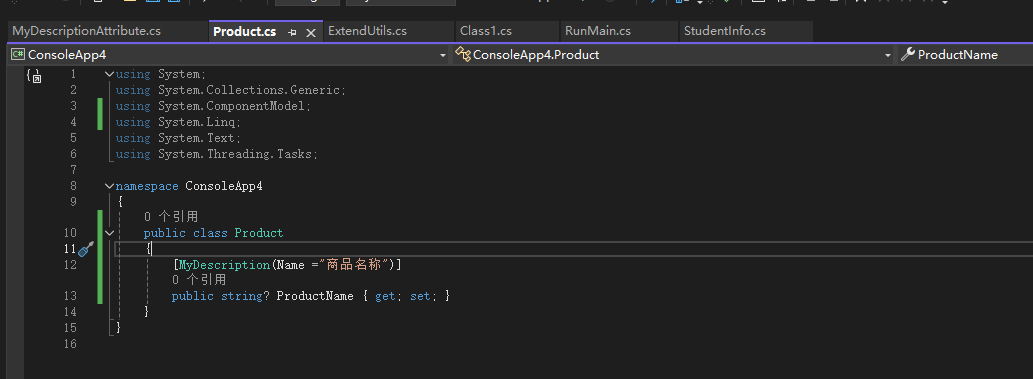 MyDescriptionAttribute.cs Product.cs ExtendUtils.cs Class1.cs RunMain.cs StudentInfo.cs
ConsoleApp4 ConsoleApp4.Product ProductName
1 using System;
2 using System.Collections.Generic;
3 using System.ComponentModel;
4 using System.Linq;
5 using System.Text;
6 using System.Threading.Tasks;
7
8 namespace ConsoleApp4
9 {
0 个引用
10 public class Product
11 {
12 [MyDescription(Name ="商品名称")]
0 个引用
13 public string? ProductName { get; set; }
14 }
15 }
16